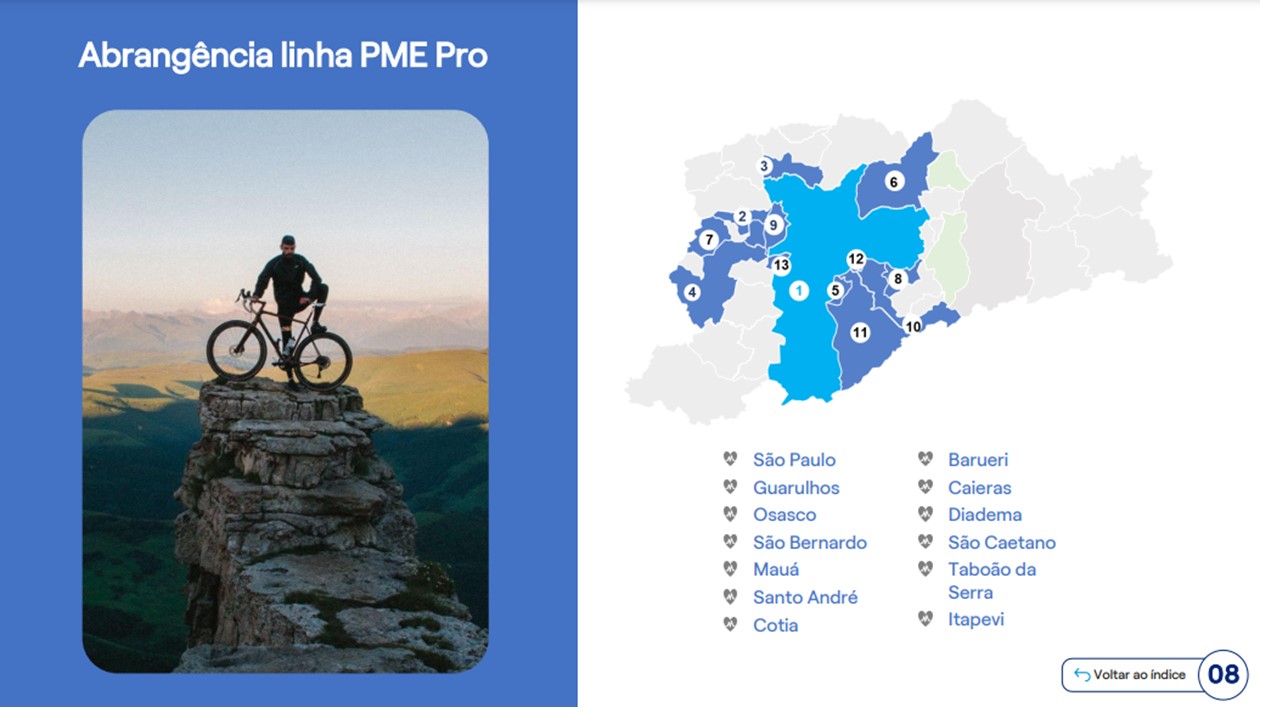 Abrangência linha PME Pro
3
6
2
9
7
13
12
8
4
1
5
10
11
São Paulo
Guarulhos
Osasco
São Bernardo
Mauá
Santo André
Cotia
Barueri
Caieras
Diadema
São Caetano
Taboão da
Serra
Itapevi
Voltar ao índice
08